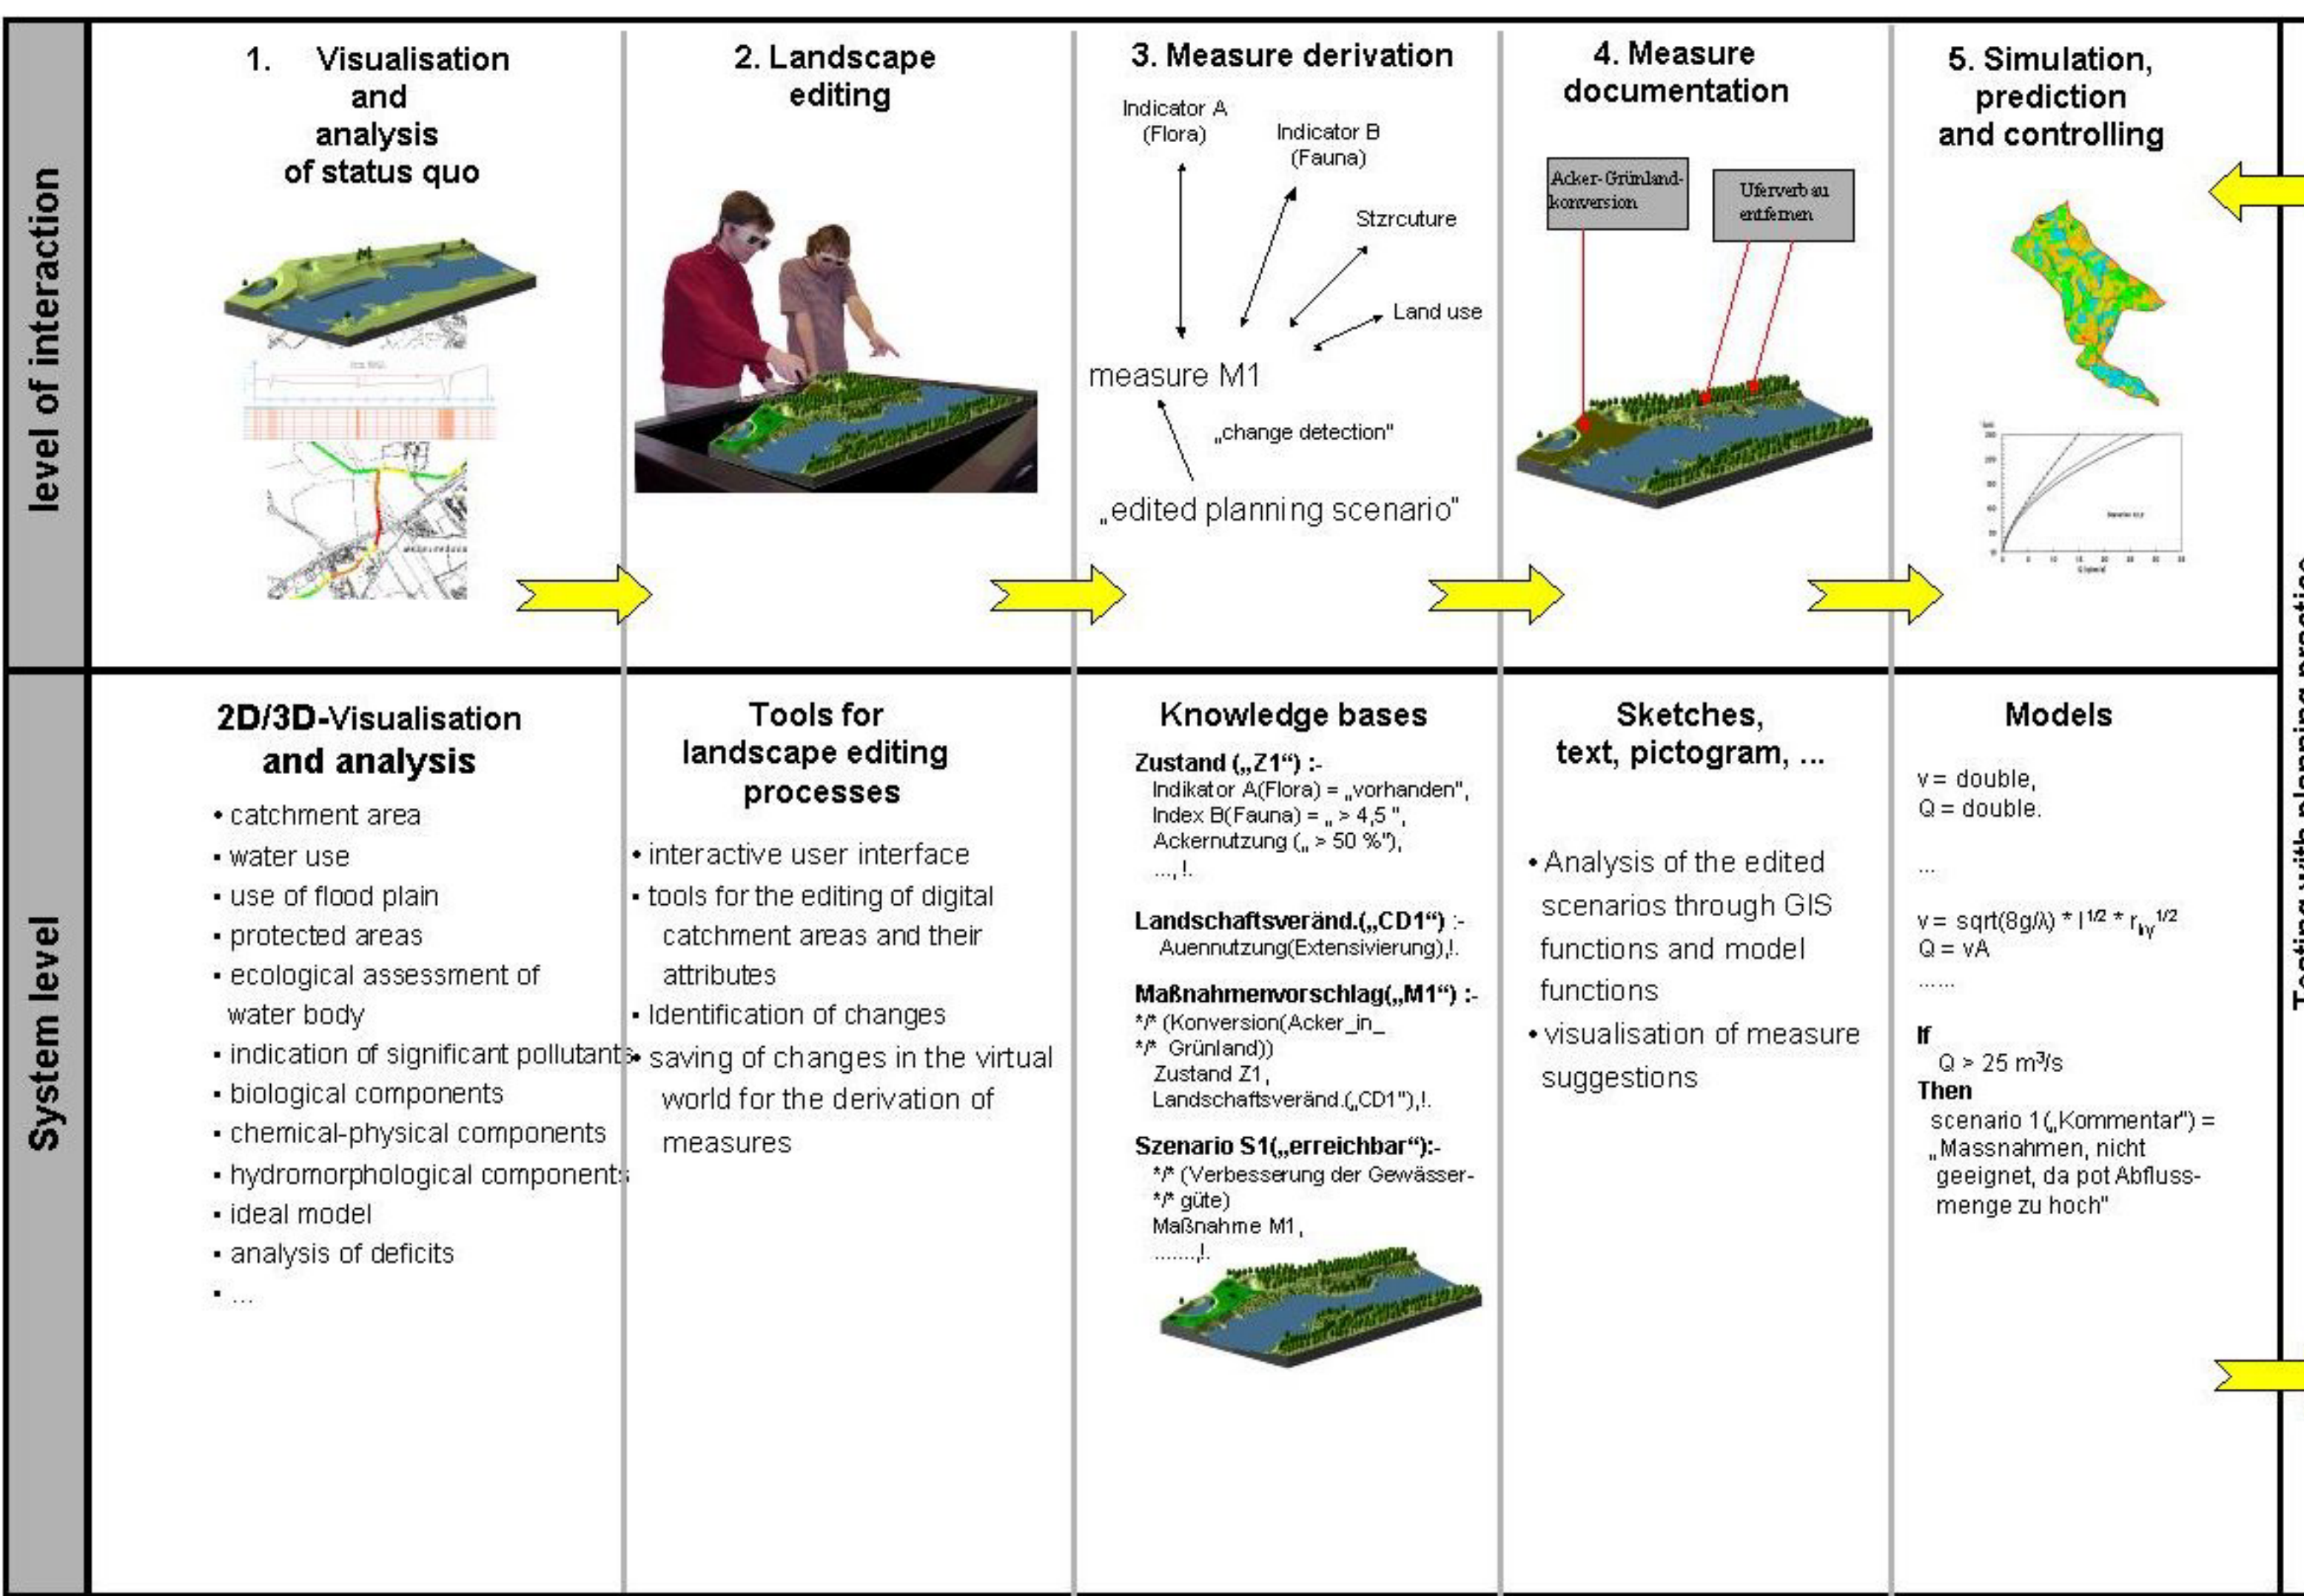 level of interaction
1. Visualisation
and
analysis
of status quo
2. Landscape
editing
3. Measure derivation
Indicator A
(Flora)
Indicator B
(Fauna)
Stzrcuture
Land use
measure M1
„change detection"
„edited planning scenario"
4. Measure
documentation
Acker-Grünland-
konversion
Uferverbau
entfernen
5. Simulation,
prediction
and controlling
System level
2D/3D-Visualisation
and analysis
• catchment area
▪ water use
▪ use of flood plain
▪ protected areas
▪ ecological assessment of
water body
▪ indication of significant pollutants
▪ biological components
▪ chemical-physical components
▪ hydromorphological components
▪ ideal model
▪ analysis of deficits
▪ ...
Tools for
landscape editing
processes
• interactive user interface
▪ tools for the editing of digital
catchment areas and their
attributes
▪ Identification of changes
• saving of changes in the virtual
world for the derivation of
measures
Knowledge bases
Zustand („Z1“) :-
Indikator A(Flora) = „vorhanden",
Index B(Fauna) = „ > 4,5 ",
Ackernutzung („ > 50 %"),
..., !.
Landschaftsveränd.(„CD1“) :-
Auennutzung(Extensivierung),!.
Maßnahmenvorschlag(„M1“) :-
*/* (Konversion(Acker_in_
*/* Grünland))
Zustand Z1,
Landschaftsveränd.(„CD1"),!.
Szenario S1(„erreichbar“):-
*/* (Verbesserung der Gewässer-
*/* güte)
Maßnahme M1,
.......,!.
Sketches,
text, pictogram, ...
• Analysis of the edited
scenarios through GIS
functions and model
functions
• visualisation of measure
suggestions
Models
v = double,
Q = double.
...
v = sqrt(8g/λ) * I^1/2 * r_hy^1/2
Q = vA
......
If
Q > 25 m³/s
Then
scenario 1(„Kommentar") =
„Massnahmen, nicht
geeignet, da pot Abfluss-
menge zu hoch"
Testing with planning practice